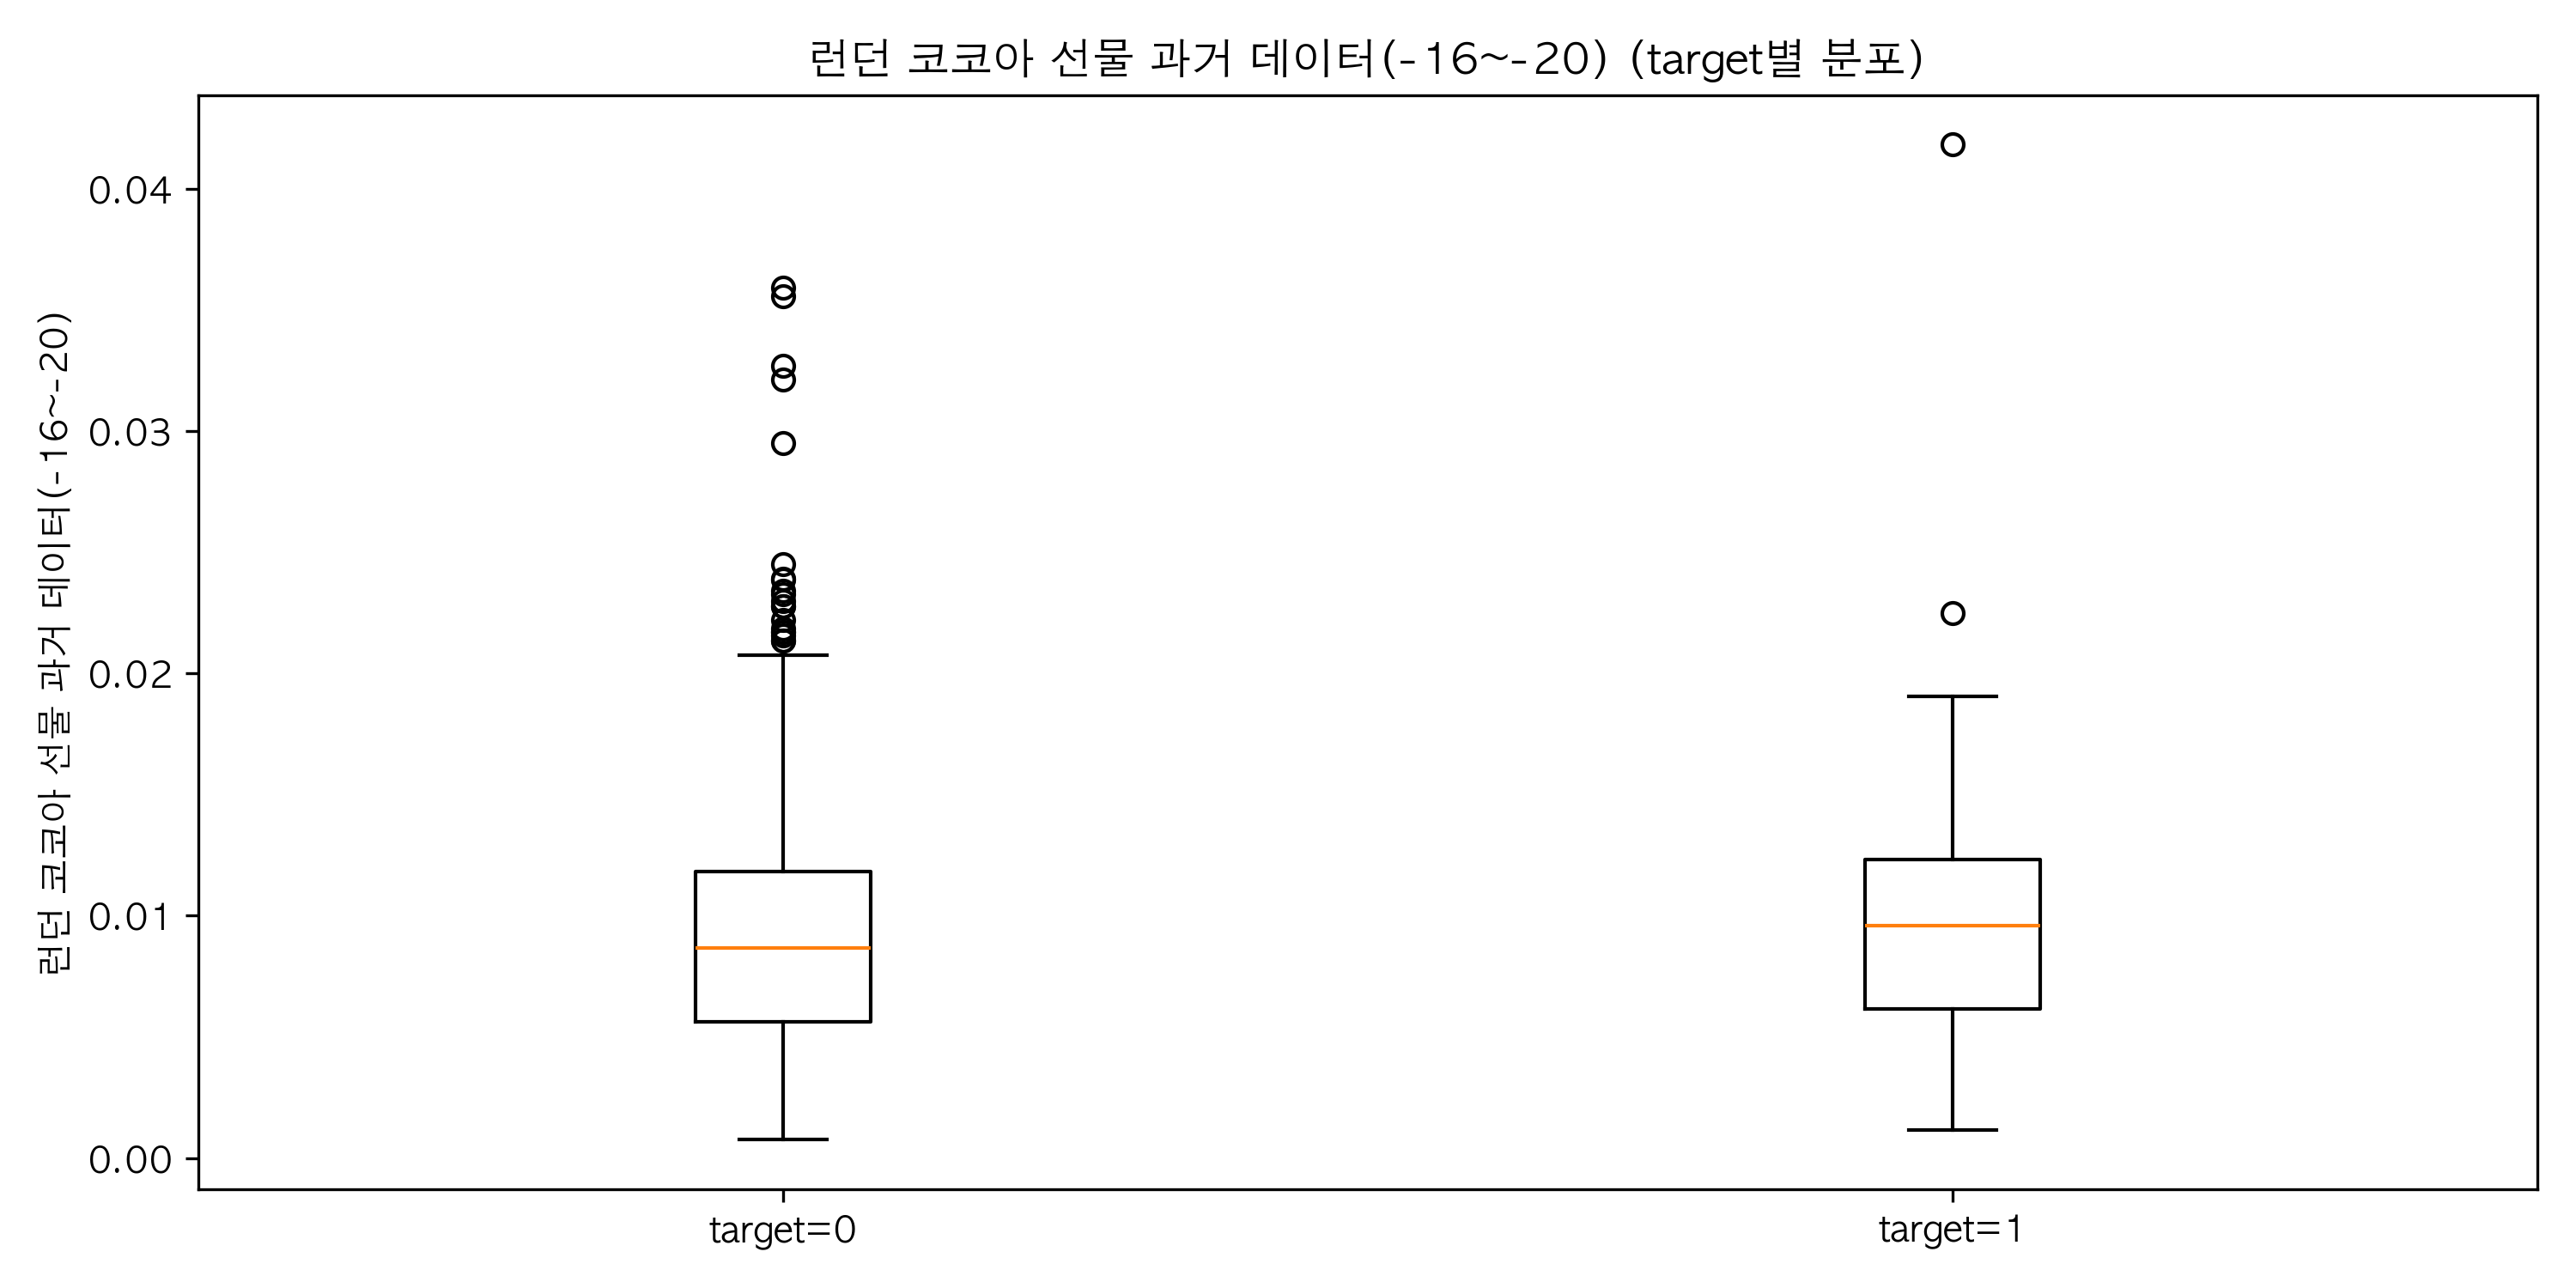 런던 코코아 선물 과거 데이터(-16~-20) (target별 분포)
런던 코코아 선물 과거 데이터(-16~-20)
0.04
0.03
0.02
0.01
0.00
target=0
target=1